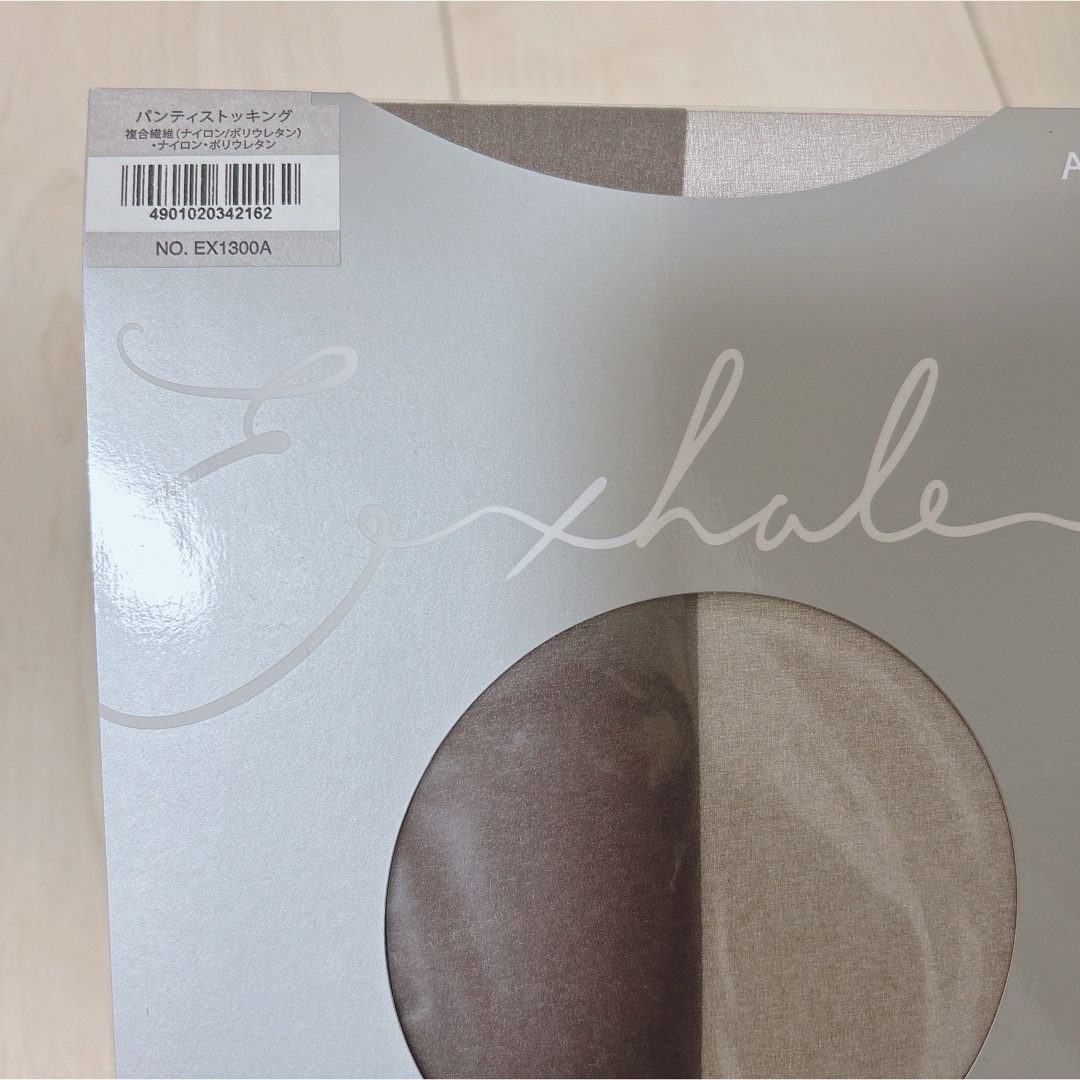 パンティストッキング
複合繊維(ナイロン/ポリウレタン)
・ナイロン・ポリウレタン
4901020342162
NO. EX1300A
Exhale